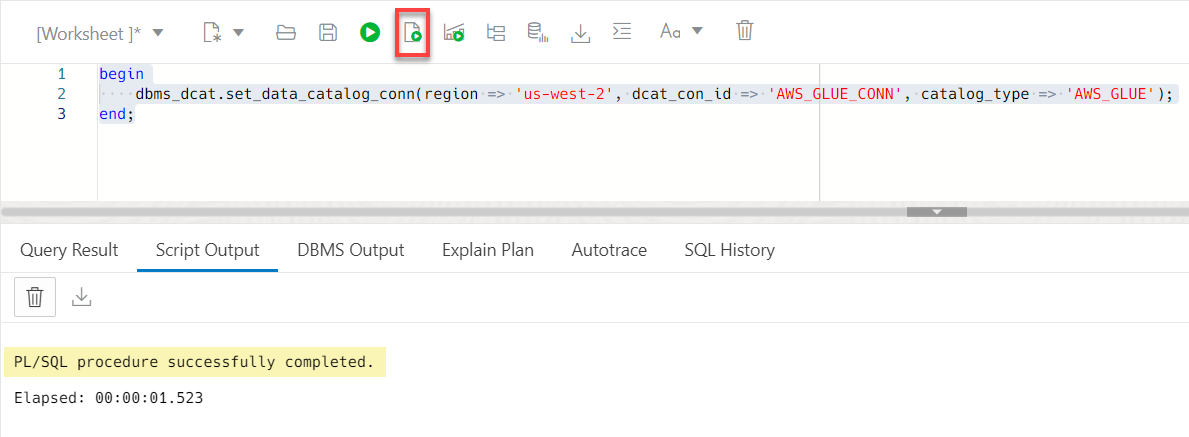 [Worksheet ]*
Aa
1 begin
2     dbms_dcat.set_data_catalog_conn(region => 'us-west-2', dcat_con_id => 'AWS_GLUE_CONN', catalog_type => 'AWS_GLUE');
3 end;
Query Result Script Output DBMS Output Explain Plan Autotrace SQL History
PL/SQL procedure successfully completed.
Elapsed: 00:00:01.523